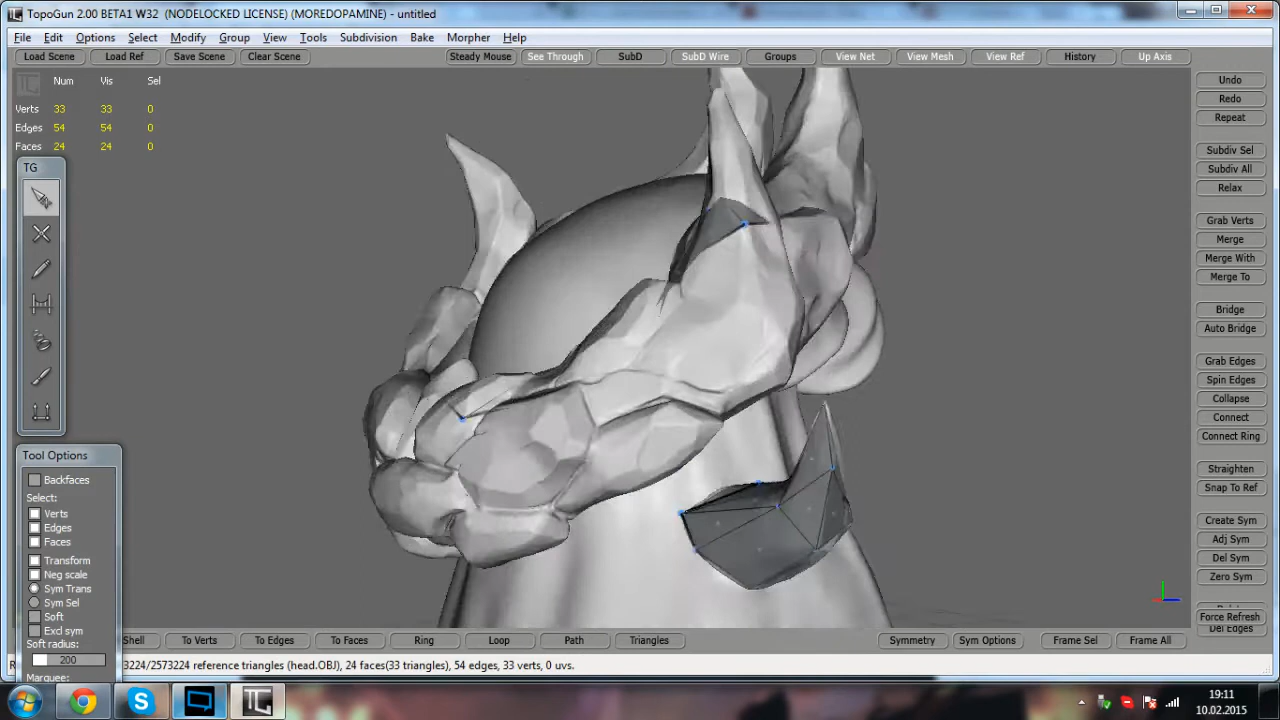 TopoGun 2.00 BETA1 W32 (NODELOCKED LICENSE) (MOREDOPAMINE) - untitled
File Edit Options Select Modify Group View Tools Subdivision Bake Morpher Help
Load Scene Load Ref Save Scene Clear Scene Steady Mouse See Through SubD SubD Wire Groups View Net View Mesh View Ref History Up Axis
Num Vis Sel
Verts 33 33 0
Edges 54 54 0
Faces 24 24 0
TG
Undo
Redo
Repeat
Subdiv Sel
Subdiv All
Relax
Grab Verts
Merge
Merge With
Merge To
Bridge
Auto Bridge
Grab Edges
Spin Edges
Collapse
Connect
Connect Ring
Straighten
Snap To Ref
Create Sym
Adj Sym
Del Sym
Zero Sym
Force Refresh
Del Edges
Tool Options
Backfaces
Select:
Verts
Edges
Faces
Transform
Neg scale
Sym Trans
Sym Sel
Soft
Excl sym
Soft radius:
200
Marquee:
Shell To Verts To Edges To Faces Ring Loop Path Triangles Symmetry Sym Options Frame Sel Frame All
3224/2573224 reference triangles (head.OBJ), 24 faces(33 triangles), 54 edges, 33 verts, 0 uvs.
19:11
10.02.2015